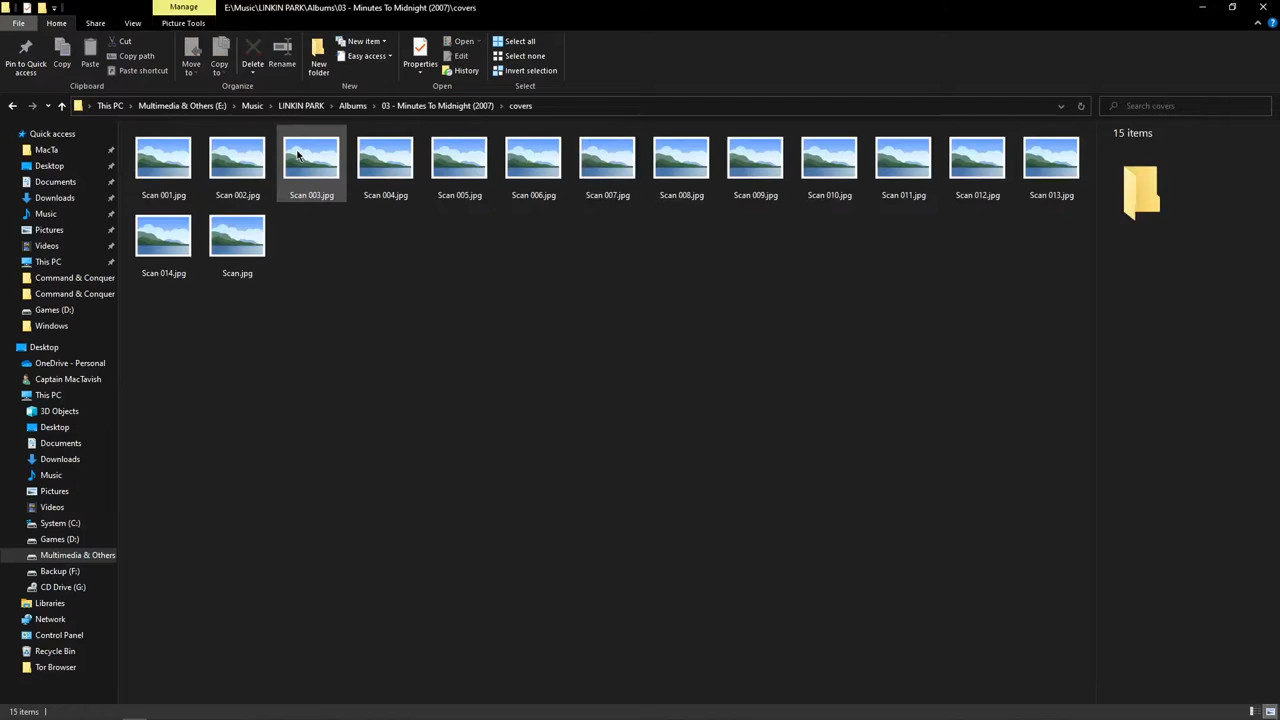 Manage
E:\Music\LINKIN PARK\Albums\03 - Minutes To Midnight (2007)\covers
File
Home
Share
View
Picture Tools
Pin to Quick access
Copy
Paste
Cut
Copy path
Paste shortcut
Clipboard
Move to
Copy to
Delete
Rename
Organize
New folder
New item
Easy access
New
Properties
Open
Edit
History
Open
Select all
Select none
Invert selection
Select
This PC
Multimedia & Others (E:)
Music
LINKIN PARK
Albums
03 - Minutes To Midnight (2007)
covers
Search covers
Quick access
MacTa
Desktop
Documents
Downloads
Music
Pictures
Videos
This PC
Command & Conquer
Command & Conquer
Games (D:)
Windows
Desktop
OneDrive - Personal
Captain MacTavish
This PC
3D Objects
Desktop
Documents
Downloads
Music
Pictures
Videos
System (C:)
Games (D:)
Multimedia & Others
Backup (F:)
CD Drive (G:)
Libraries
Network
Control Panel
Recycle Bin
Tor Browser
Scan 001.jpg
Scan 002.jpg
Scan 003.jpg
Scan 004.jpg
Scan 005.jpg
Scan 006.jpg
Scan 007.jpg
Scan 008.jpg
Scan 009.jpg
Scan 010.jpg
Scan 011.jpg
Scan 012.jpg
Scan 013.jpg
Scan 014.jpg
Scan.jpg
15 items
15 items